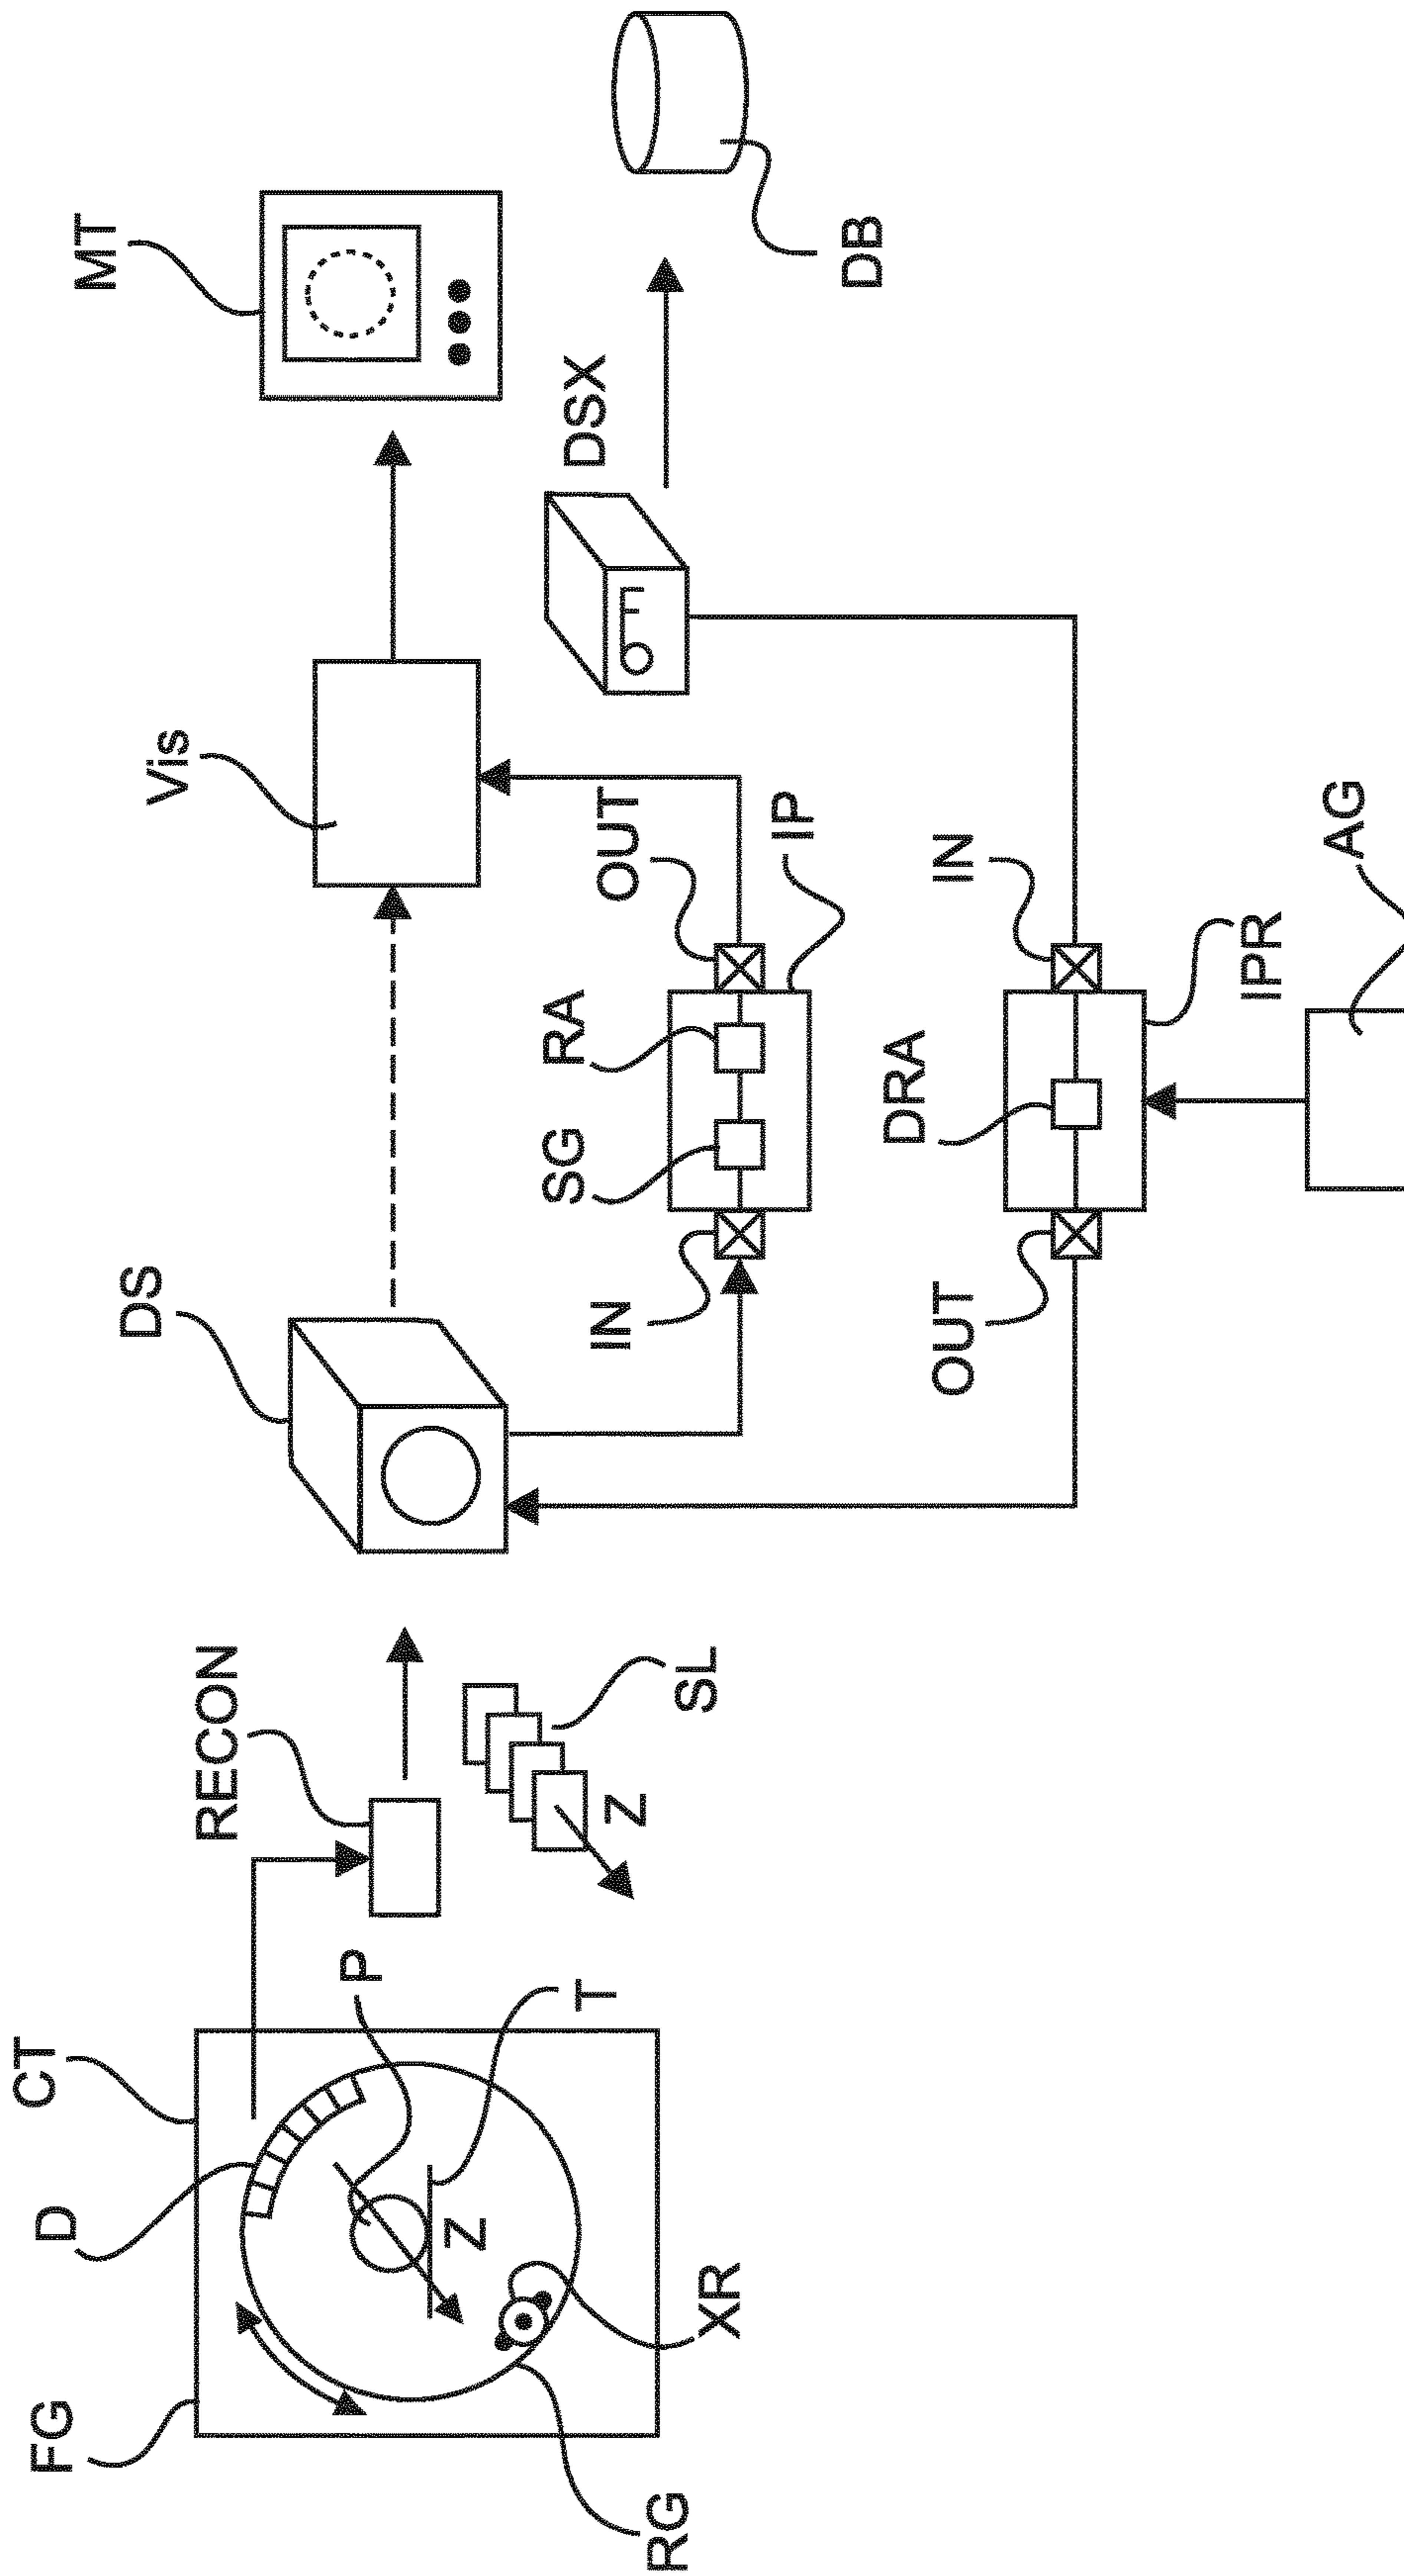 FG
D
CT
RG
XR
Z
T
P
RECON
Z
SL
DS
Vis
MT
IN
SG
RA
OUT
IP
DSX
DB
OUT
DRA
IN
IPR
AG